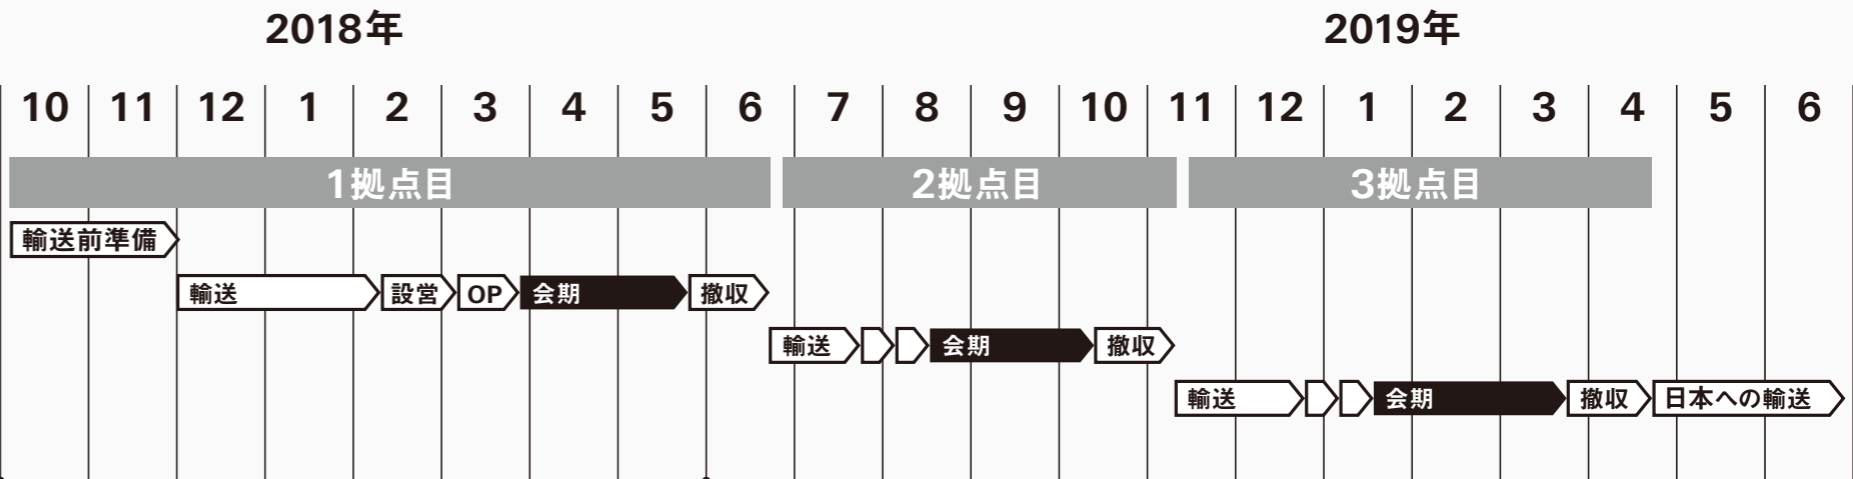 2018年 2019年
10 11 12 1 2 3 4 5 6 7 8 9 10 11 12 1 2 3 4 5 6
1拠点目 2拠点目 3拠点目
輸送前準備
輸送 設営 OP 会期 撤収
輸送 会期 撤収
輸送 会期 撤収 日本への輸送